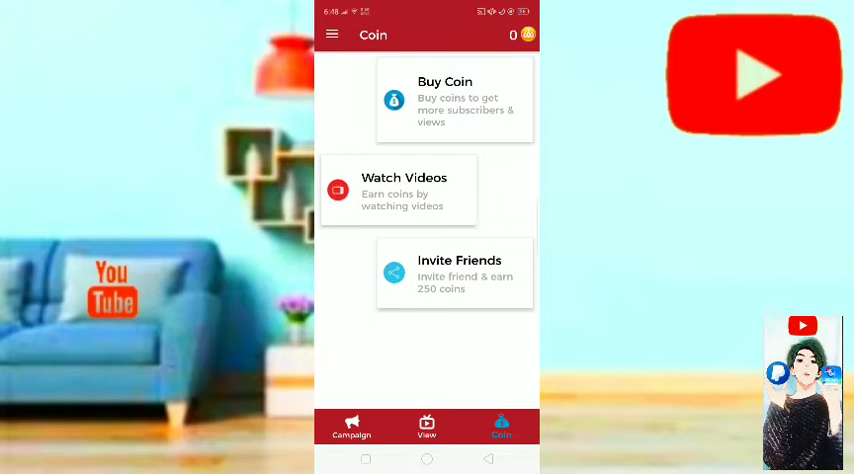 6:48
Coin
0
Buy Coin
Buy coins to get
more subscribers &
views
Watch Videos
Earn coins by
watching videos
Invite Friends
Invite friend & earn
250 coins
Campaign
View
Coin
You
Tube